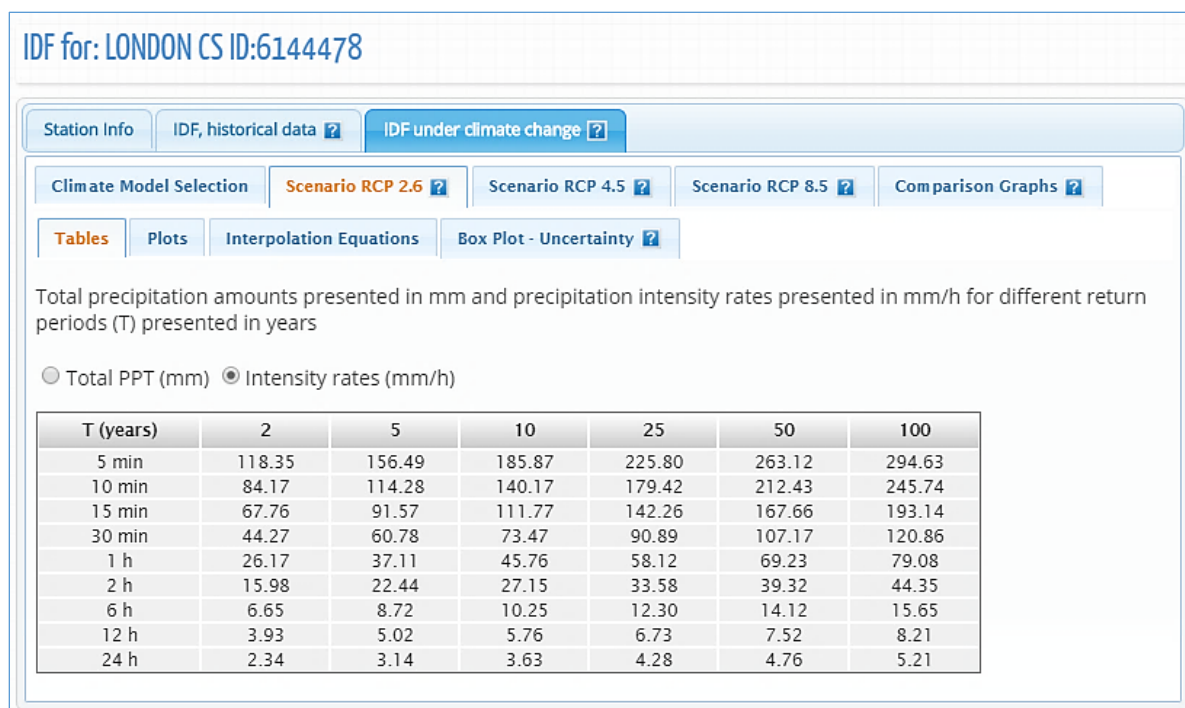 IDF for: LONDON CS ID:6144478
Station Info IDF, historical data ? IDF under climate change ?
Climate Model Selection Scenario RCP 2.6 ? Scenario RCP 4.5 ? Scenario RCP 8.5 ? Comparison Graphs ?
Tables Plots Interpolation Equations Box Plot - Uncertainty ?
Total precipitation amounts presented in mm and precipitation intensity rates presented in mm/h for different return
periods (T) presented in years
Total PPT (mm) Intensity rates (mm/h)
T (years) 2 5 10 25 50 100
5 min 118.35 156.49 185.87 225.80 263.12 294.63
10 min 84.17 114.28 140.17 179.42 212.43 245.74
15 min 67.76 91.57 111.77 142.26 167.66 193.14
30 min 44.27 60.78 73.47 90.89 107.17 120.86
1 h 26.17 37.11 45.76 58.12 69.23 79.08
2 h 15.98 22.44 27.15 33.58 39.32 44.35
6 h 6.65 8.72 10.25 12.30 14.12 15.65
12 h 3.93 5.02 5.76 6.73 7.52 8.21
24 h 2.34 3.14 3.63 4.28 4.76 5.21